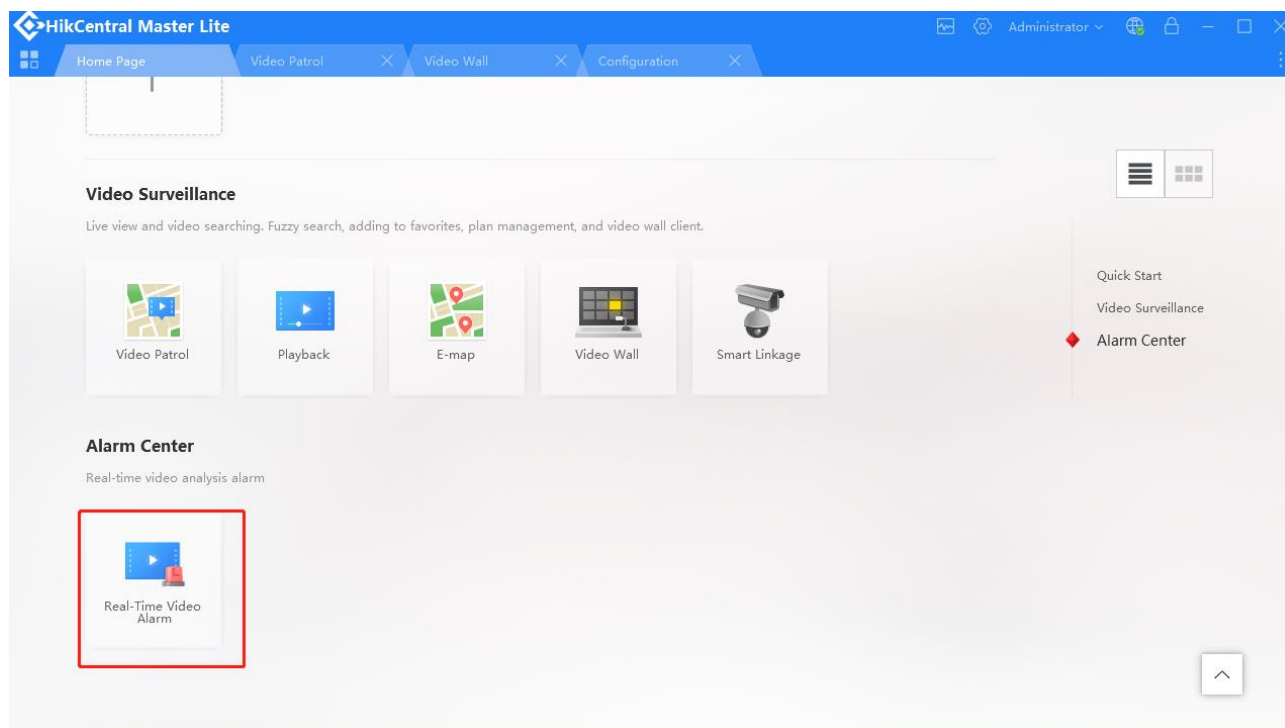 HikCentral Master Lite
Administrator
Home Page
Video Patrol
Video Wall
Configuration
Video Surveillance
Live view and video searching. Fuzzy search, adding to favorites, plan management, and video wall client.
Video Patrol
Playback
E-map
Video Wall
Smart Linkage
Quick Start
Video Surveillance
Alarm Center
Alarm Center
Real-time video analysis alarm
Real-Time Video
Alarm